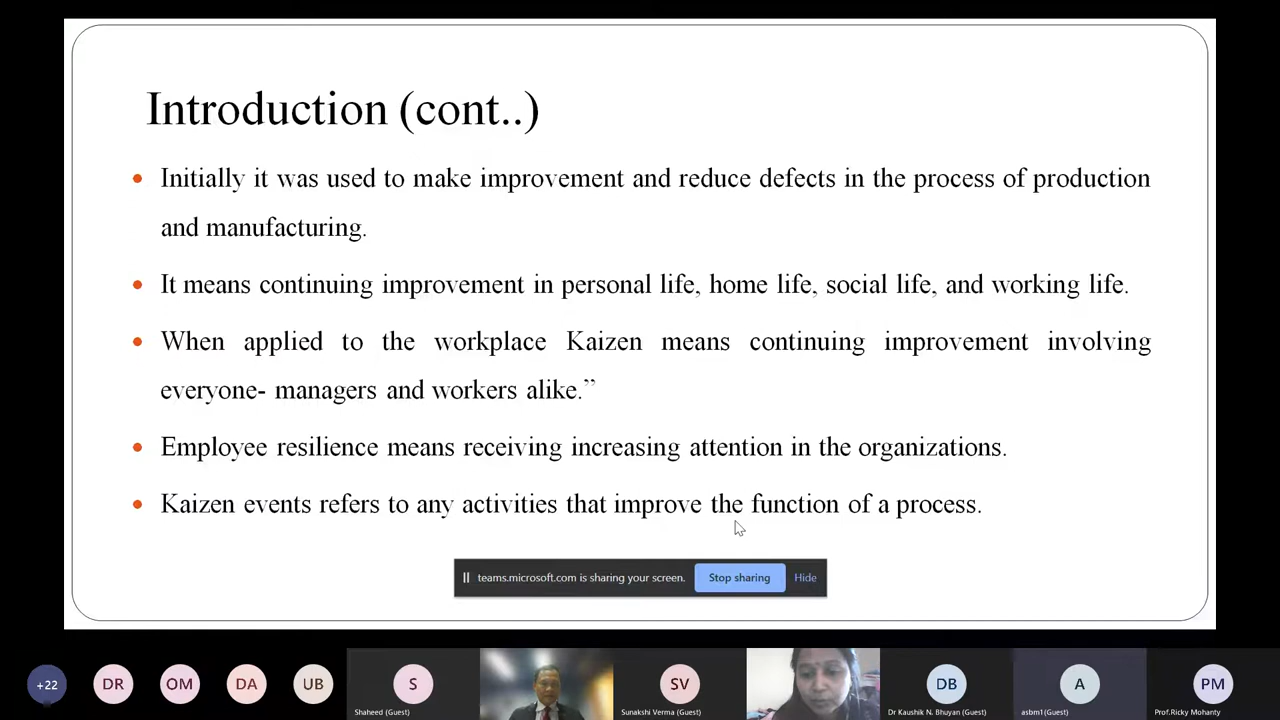 Introduction (cont..)
• Initially it was used to make improvement and reduce defects in the process of production
and manufacturing.
• It means continuing improvement in personal life, home life, social life, and working life.
• When applied to the workplace Kaizen means continuing improvement involving
everyone- managers and workers alike.”
• Employee resilience means receiving increasing attention in the organizations.
• Kaizen events refers to any activities that improve the function of a process.
teams.microsoft.com is sharing your screen. Stop sharing Hide
+22 DR OM DA UB S SV DB A PM
Shaheed (Guest) Sunakshi Verma (Guest) Dr Kaushik N. Bhuyan (Guest) asbm1(Guest) Prof.Ricky Mohanty